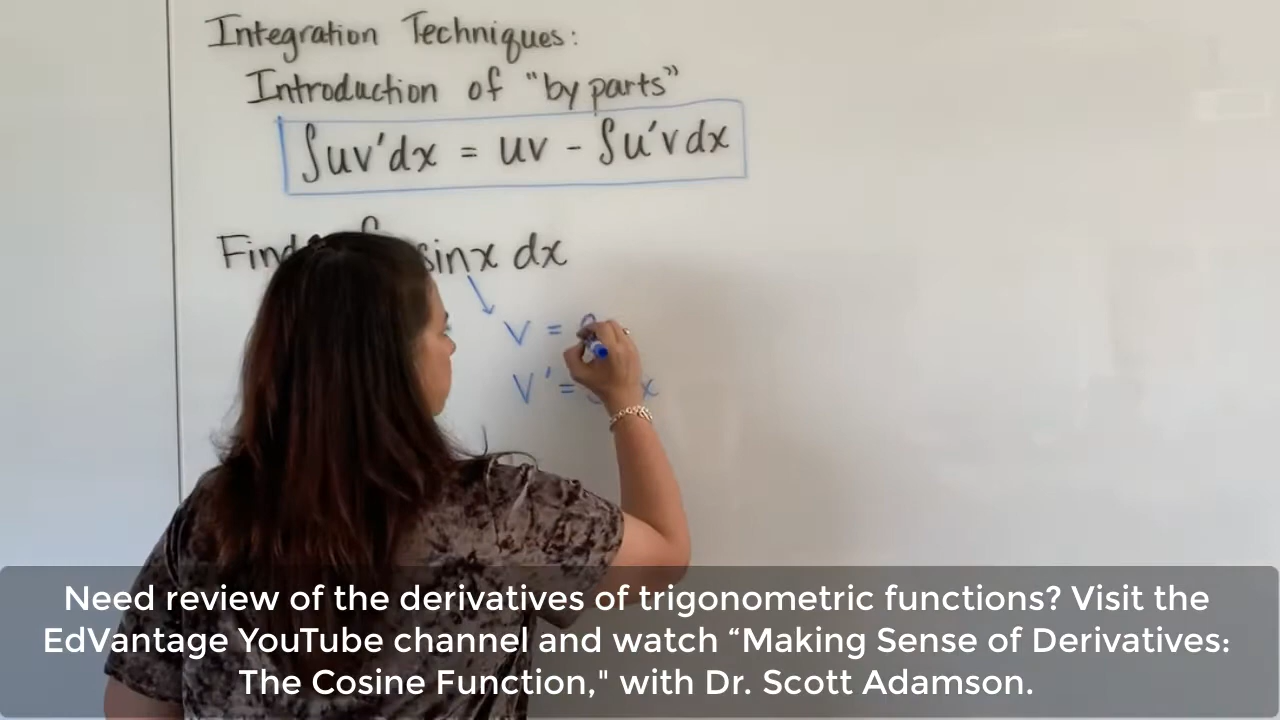 Integration Techniques:
Introduction of "by parts"
∫uv'dx = uv - ∫u'vdx
Find sinx dx
V =
V' =
Need review of the derivatives of trigonometric functions? Visit the
EdVantage YouTube channel and watch “Making Sense of Derivatives:
The Cosine Function," with Dr. Scott Adamson.